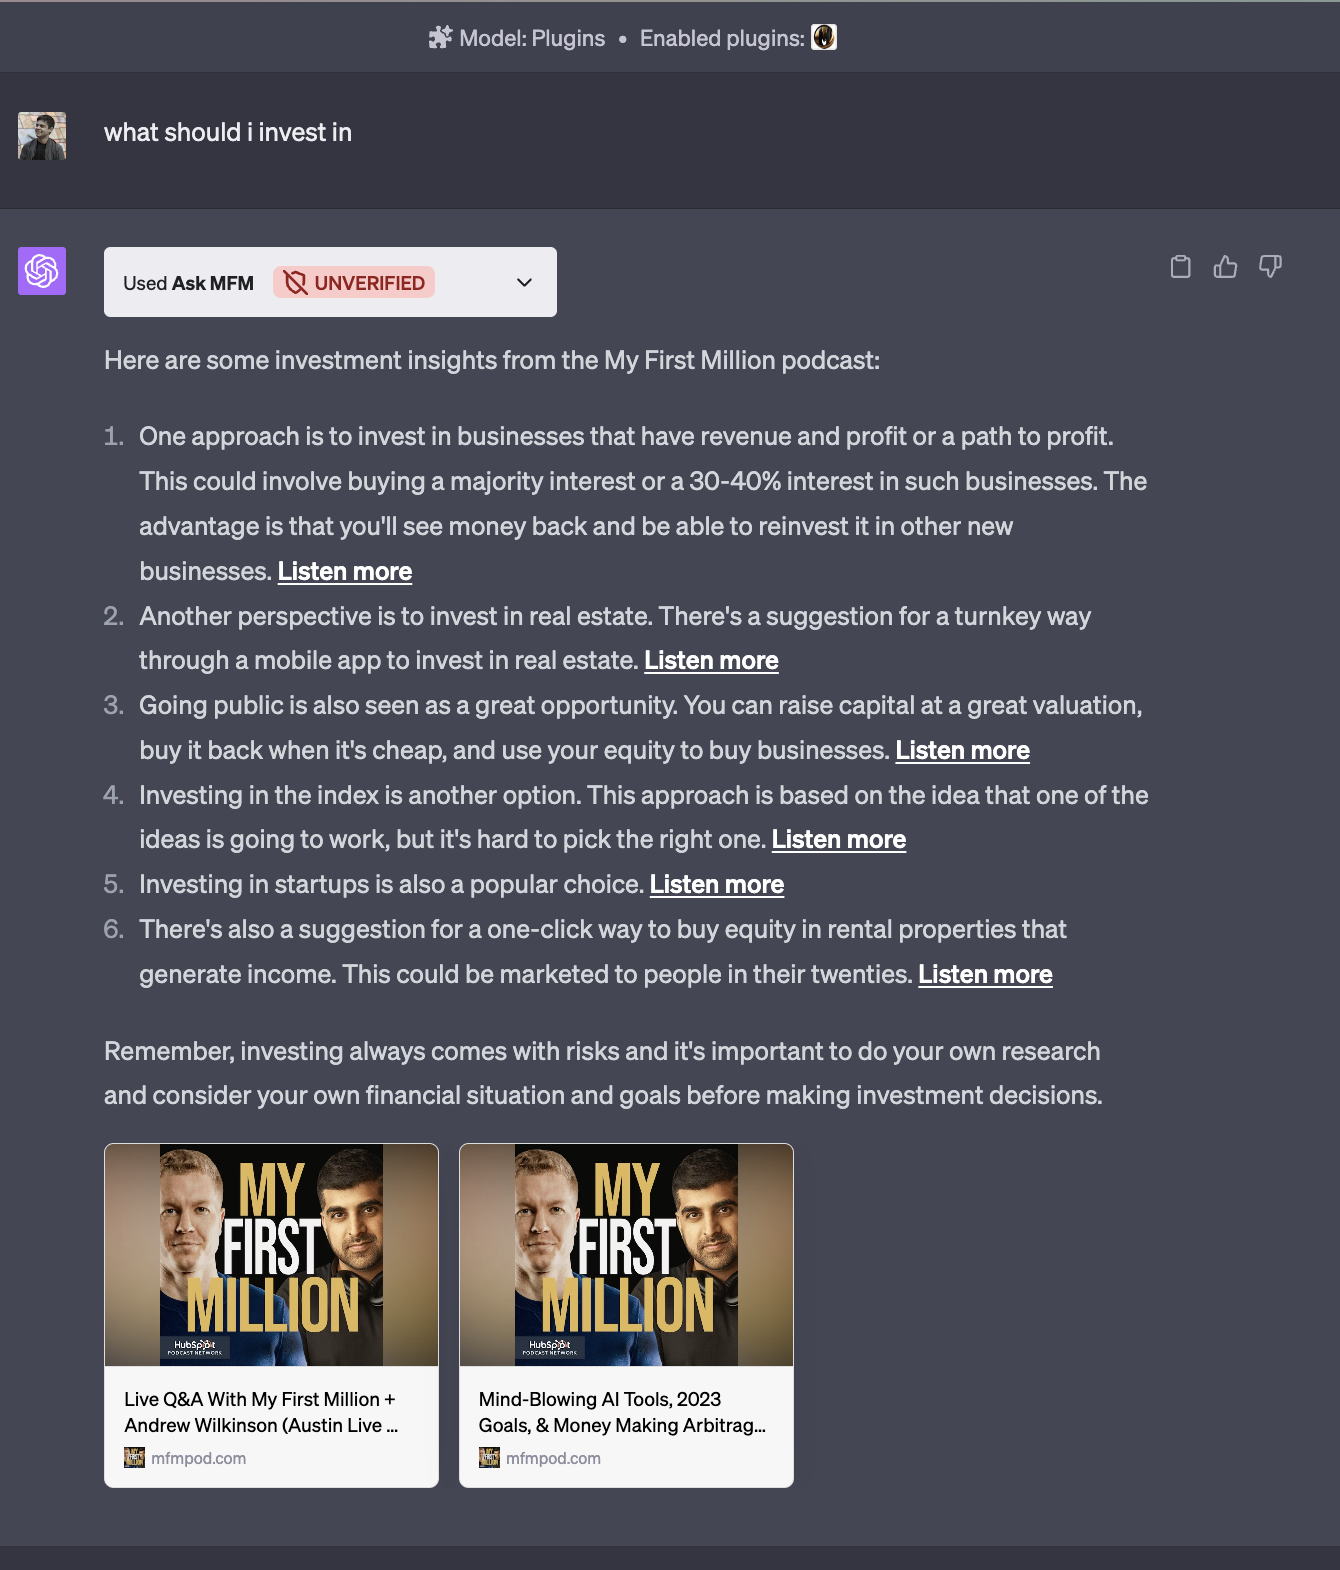 Model: Plugins • Enabled plugins:
what should i invest in
Used Ask MFM UNVERIFIED
Here are some investment insights from the My First Million podcast:
1. One approach is to invest in businesses that have revenue and profit or a path to profit.
This could involve buying a majority interest or a 30-40% interest in such businesses. The
advantage is that you'll see money back and be able to reinvest it in other new
businesses. Listen more
2. Another perspective is to invest in real estate. There's a suggestion for a turnkey way
through a mobile app to invest in real estate. Listen more
3. Going public is also seen as a great opportunity. You can raise capital at a great valuation,
buy it back when it's cheap, and use your equity to buy businesses. Listen more
4. Investing in the index is another option. This approach is based on the idea that one of the
ideas is going to work, but it's hard to pick the right one. Listen more
5. Investing in startups is also a popular choice. Listen more
6. There's also a suggestion for a one-click way to buy equity in rental properties that
generate income. This could be marketed to people in their twenties. Listen more
Remember, investing always comes with risks and it's important to do your own research
and consider your own financial situation and goals before making investment decisions.
MY
FIRST
MILLION
HubSpot
PODCAST NETWORK
Live Q&A With My First Million +
Andrew Wilkinson (Austin Live ...
MY
FIRST
MILLION
mfmpod.com
MY
FIRST
MILLION
HubSpot
PODCAST NETWORK
Mind-Blowing AI Tools, 2023
Goals, & Money Making Arbitrag...
MY
FIRST
MILLION
mfmpod.com